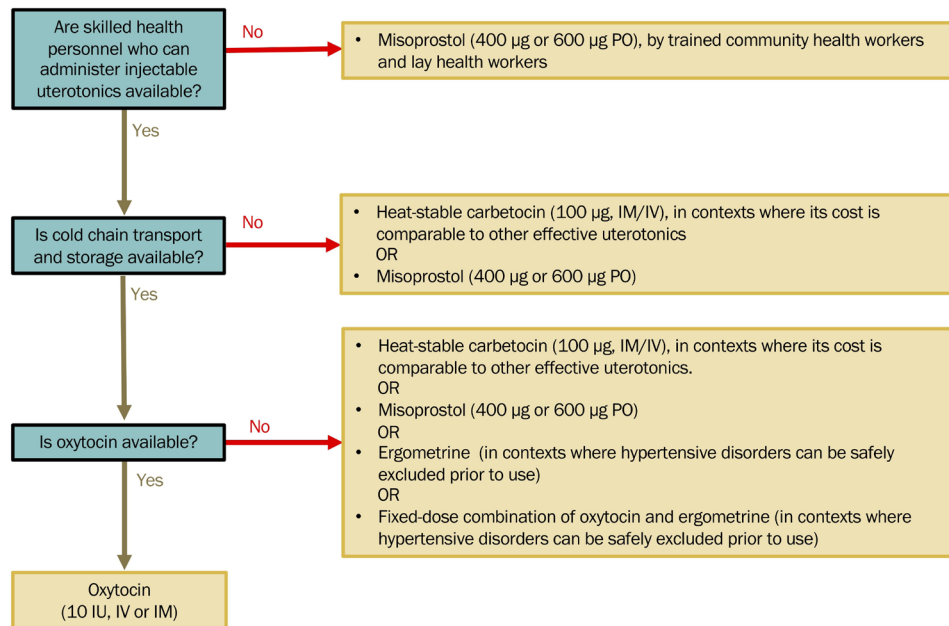 Are skilled health
personnel who can
administer injectable
uterotonics available?
No
• Misoprostol (400 µg or 600 µg PO), by trained community health workers
and lay health workers
Yes
Is cold chain transport
and storage available?
No
• Heat-stable carbetocin (100 µg, IM/IV), in contexts where its cost is
comparable to other effective uterotonics
OR
• Misoprostol (400 µg or 600 µg PO)
Yes
Is oxytocin available?
No
• Heat-stable carbetocin (100 µg, IM/IV), in contexts where its cost is
comparable to other effective uterotonics.
OR
• Misoprostol (400 µg or 600 µg PO)
OR
• Ergometrine (in contexts where hypertensive disorders can be safely
excluded prior to use)
OR
• Fixed-dose combination of oxytocin and ergometrine (in contexts where
hypertensive disorders can be safely excluded prior to use)
Yes
Oxytocin
(10 IU, IV or IM)